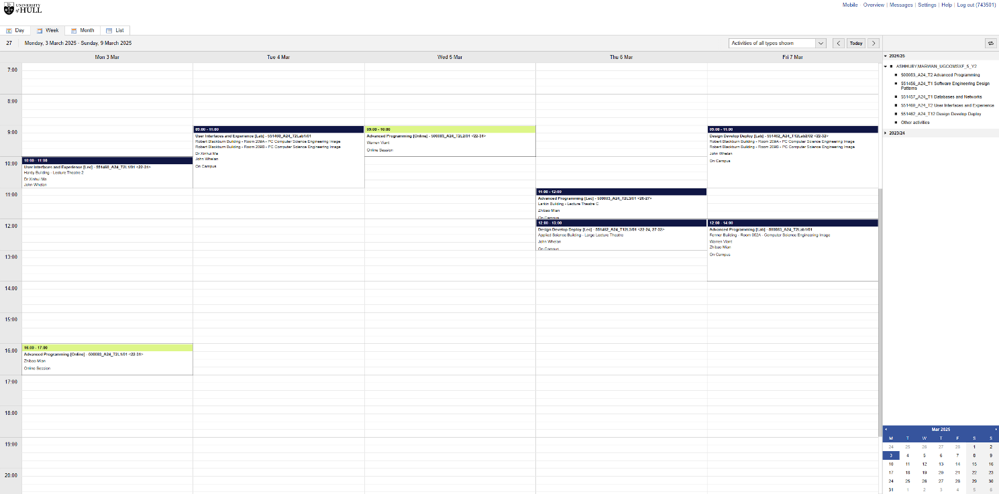 UNIVERSITY
of HULL
Mobile - Overview | Messages | Settings | Help | Log out (743501)
Day
Week
Month
List
27
Monday, 3 March 2025 - Sunday, 9 March 2025
Activities of all types shown
Today
Mon 3 Mar
Tue 4 Mar
Wed 5 Mar
Thu 6 Mar
Fri 7 Mar
7:00
8:00
9:00
10:00
11:00
12:00
13:00
14:00
15:00
16:00
17:00
18:00
19:00
20:00
10:00 - 11:00
User Interfaces and Experience [Lec] - 551460_A24_T2L1/01 <22-31>
Hardy Building - Lecture Theatre 2
Dr Xinhui Ma
John Whelan
16:00 - 17:00
Advanced Programming [Online] - 500083_A24_T2L1/01 <22-31>
Zhibao Mian
Online Session
09:00 - 11:00
User Interfaces and Experience [Lab] - 551460_A24_T2Lab1/01
Robert Blackburn Building - Room 209A - PC Computer Science Engineering Image
Robert Blackburn Building - Room 209B - PC Computer Science Engineering Image
Dr Xinhui Ma
John Whelan
On Campus
09:00 - 10:00
Advanced Programming [Online] - 500083_A24_T2L2/01 <22-31>
Warren Viant
Online Session
11:00 - 12:00
Advanced Programming [Lec] - 500083_A24_T2L3/01 <26-27>
Larkin Building - Lecture Theatre C
Zhibao Mian
On Campus
12:00 - 13:00
Design Develop Deploy [Lec] - 551462_A24_T12L3/01 <22-24, 27-32>
Applied Science Building - Large Lecture Theatre
John Whelan
On Campus
09:00 - 11:00
Design Develop Deploy [Lab] - 551462_A24_T12Lab2/02 <22-32>
Robert Blackburn Building - Room 209A - PC Computer Science Engineering Image
Robert Blackburn Building - Room 209B - PC Computer Science Engineering Image
John Whelan
On Campus
12:00 - 14:00
Advanced Programming [Lab] - 500083_A24_T2Lab1/01
Fenner Building - Room 052A - Computer Science Engineering Image
Warren Viant
Zhibao Mian
On Campus
2024/25
ASHHUBY.MARWAN_UGCOMSXF_5_Y2
500083_A24_T2 Advanced Programming
551456_A24_T1 Software Engineering Design
Patterns
551457_A24_T1 Databases and Networks
551460_A24_T2 User Interfaces and Experience
551462_A24_T12 Design Develop Deploy
Other activities
2023/24
Mar 2025
M T W T F S S
24 25 26 27 28 1 2
3 4 5 6 7 8 9
10 11 12 13 14 15 16
17 18 19 20 21 22 23
24 25 26 27 28 29 30
31 1 2 3 4 5 6